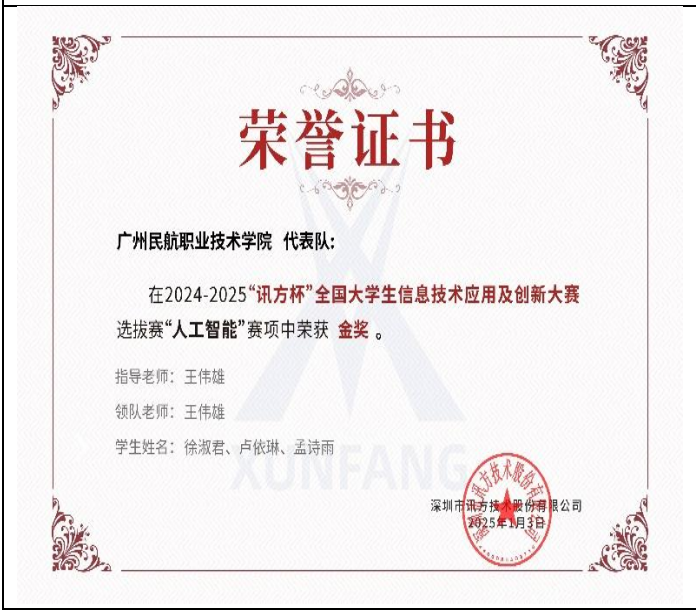 荣誉证书
广州民航职业技术学院 代表队:
在2024-2025“讯方杯”全国大学生信息技术应用及创新大赛
选拔赛“人工智能”赛项中荣获 金奖 。
指导老师: 王伟雄
领队老师: 王伟雄
学生姓名: 徐淑君、卢依琳、孟诗雨
XUNFANG
深圳市讯方技术股份有限公司
2025年1月3日